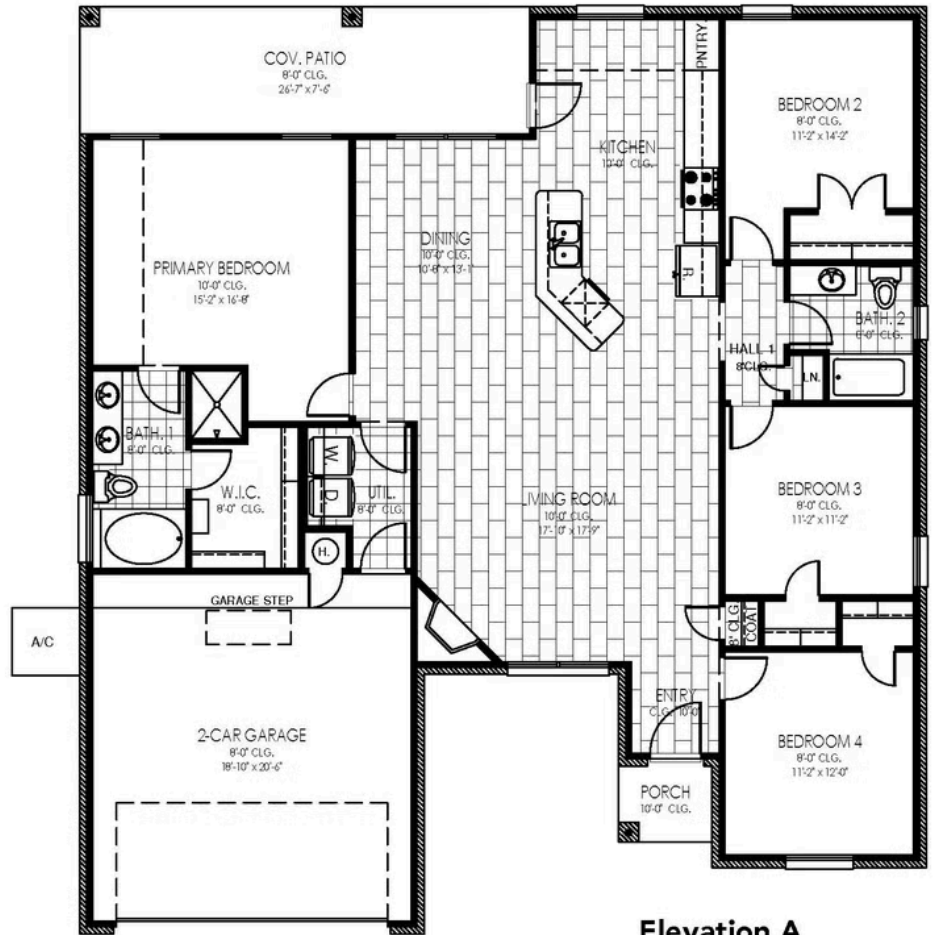 COV. PATIO
8'-0" CLG.
26'-7" x 7'-6"
PNTRY.
BEDROOM 2
8'-0" CLG.
11'-2" x 14'-2"
KITCHEN
10'-0" CLG.
DINING
10'-0" CLG.
10'-8" x 13'-1"
PRIMARY BEDROOM
10'-0" CLG.
15'-2" x 16'-8"
R.
BATH. 2
8'-0" CLG.
HALL 1
8' CLG.
LN.
BATH. 1
8'-0" CLG.
W.
D.
UTIL.
8'-0" CLG.
W.I.C.
8'-0" CLG.
LIVING ROOM
10'-0" CLG.
17'-10" x 17'-9"
BEDROOM 3
8'-0" CLG.
11'-2" x 11'-2"
H.
GARAGE STEP
A/C
8' CLG
COAT
ENTRY
CLG. 10'-0"
2-CAR GARAGE
8'-0" CLG.
18'-10" x 20'-6"
BEDROOM 4
8'-0" CLG.
11'-2" x 12'-0"
PORCH
10'-0" CLG.
Elevation A